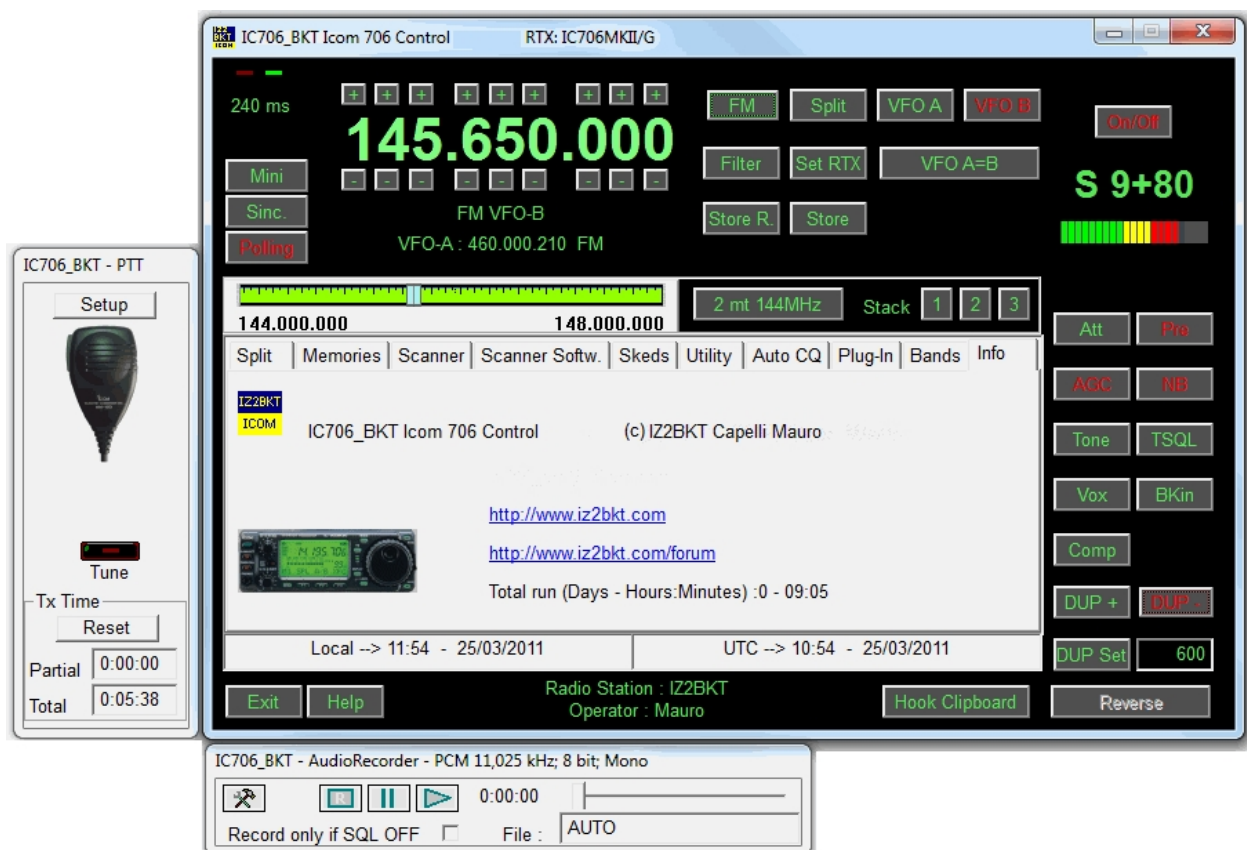 IZ2 BKT ICOM IC706_BKT Icom 706 Control RTX: IC706MKII/G
240 ms
+ + + + + + + + +
145.650.000
- - - - - - - - -
FM VFO-B
VFO-A : 460.000.210 FM
Mini
Sinc.
Polling
FM Split VFO A VFO B
Filter Set RTX VFO A=B
Store R. Store
On/Off
S 9+80
144.000.000 148.000.000
2 mt 144MHz Stack 1 2 3
Split Memories Scanner Scanner Softw. Skeds Utility Auto CQ Plug-In Bands Info
IZ2BKT
ICOM
IC706_BKT Icom 706 Control (c) IZ2BKT Capelli Mauro
http://www.iz2bkt.com
http://www.iz2bkt.com/forum
Total run (Days - Hours:Minutes) :0 - 09:05
Local --> 11:54 - 25/03/2011 UTC --> 10:54 - 25/03/2011
Exit Help
Radio Station : IZ2BKT
Operator : Mauro
Hook Clipboard
Att Pre
AGC NB
Tone TSQL
Vox BKin
Comp
DUP + DUP -
DUP Set 600
Reverse
IC706_BKT - PTT
Setup
Tune
Tx Time
Reset
Partial 0:00:00
Total 0:05:38
IC706_BKT - AudioRecorder - PCM 11,025 kHz; 8 bit; Mono
R 0:00:00
Record only if SQL OFF File : AUTO